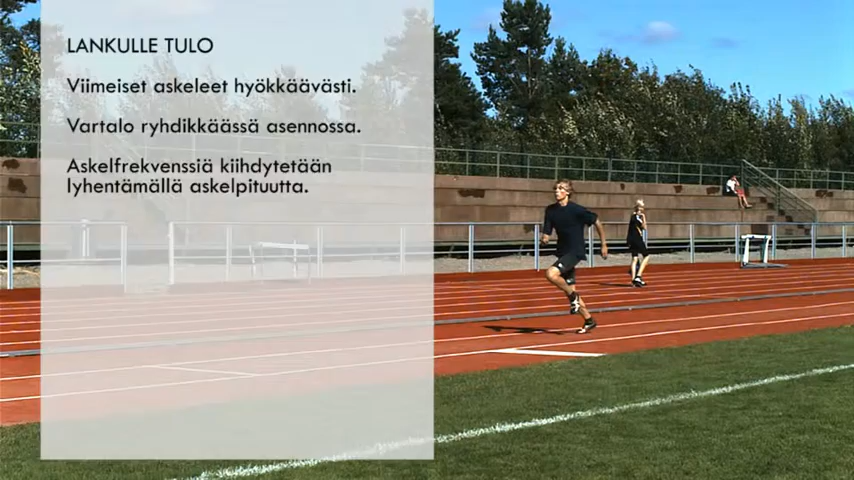 LANKULLE TULO
Viimeiset askeleet hyökkäävästi.
Vartalo ryhdikkäässä asennossa.
Askelfrekvenssiä kiihdytetään
lyhentämällä askelpituutta.